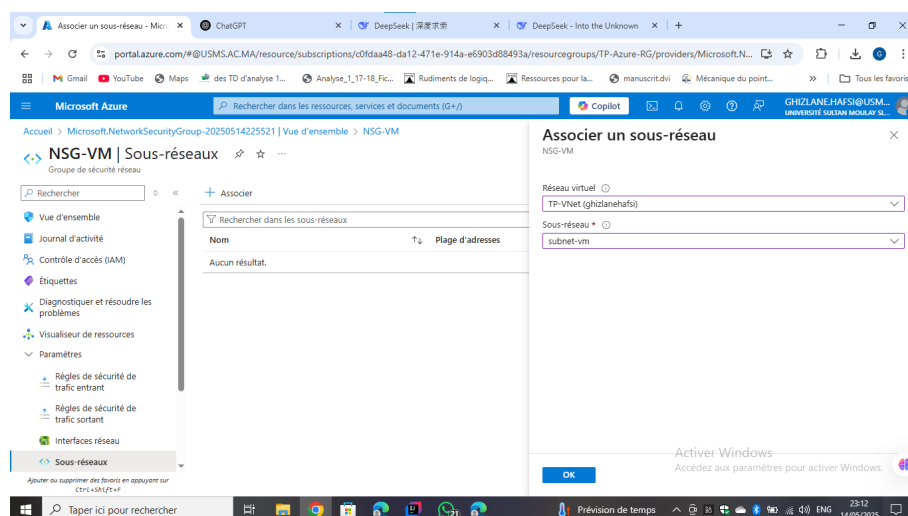 Associer un sous-réseau - Micro
ChatGPT
DeepSeek | 深度求索
DeepSeek - Into the Unknown
portal.azure.com/#@USMS.AC.MA/resource/subscriptions/c0fdaa48-da12-471e-914a-e6903d88493a/resourcegroups/TP-Azure-RG/providers/Microsoft.N...
Gmail
YouTube
Maps
des TD d'analyse 1...
Analyse_1_17-18_Fic...
Rudiments de logiq...
Ressources pour la...
manuscrit.dvi
Mécanique du point...
Tous les favoris
Microsoft Azure
Rechercher dans les ressources, services et documents (G+/)
Copilot
GHIZLANE.HAFSI@USM...
UNIVERSITÉ SULTAN MOULAY SL...
Accueil > Microsoft.NetworkSecurityGroup-20250514225521 | Vue d'ensemble > NSG-VM
NSG-VM | Sous-réseaux
Groupe de sécurité réseau
Rechercher
Vue d'ensemble
Journal d'activité
Contrôle d'accès (IAM)
Étiquettes
Diagnostiquer et résoudre les
problèmes
Visualiseur de ressources
Paramètres
Règles de sécurité de
trafic entrant
Règles de sécurité de
trafic sortant
Interfaces réseau
Sous-réseaux
Ajouter ou supprimer des favoris en appuyant sur
Ctrl+Shift+F
Associer
Rechercher dans les sous-réseaux
Nom
Plage d'adresses
Aucun résultat.
Associer un sous-réseau
NSG-VM
Réseau virtuel
TP-VNet (ghizlanehafsi)
Sous-réseau *
subnet-vm
OK
Activer Windows
Accédez aux paramètres pour activer Windows.
Taper ici pour rechercher
21
Prévision de temps
ENG
23:12
14/05/2025